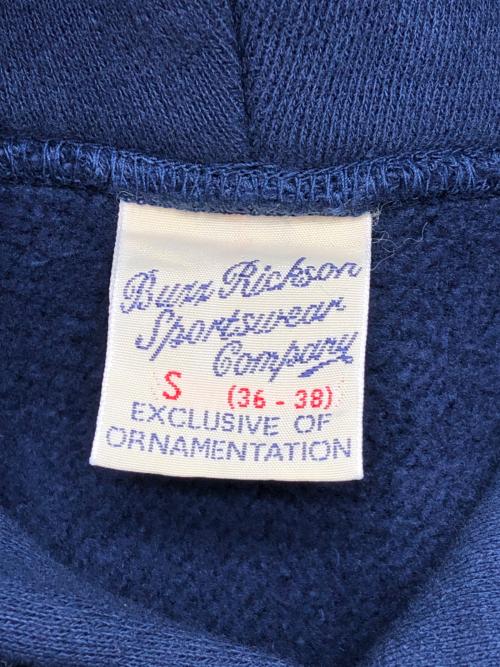 Buzz Rickson
Sportswear
Company
S (36 - 38)
EXCLUSIVE OF
ORNAMENTATION